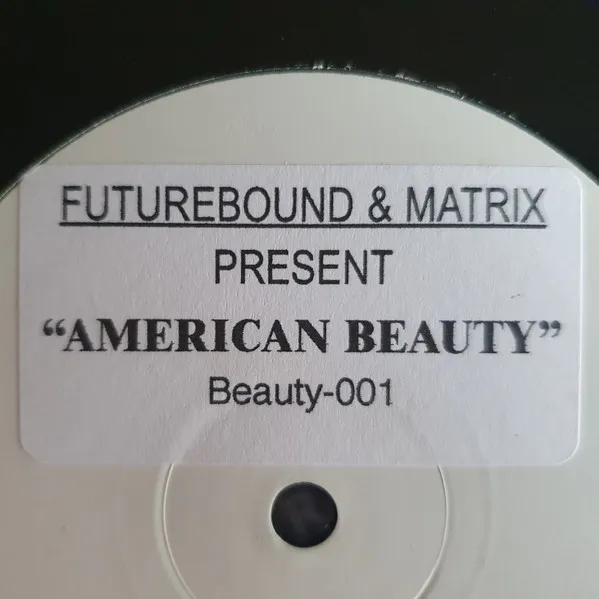 FUTUREBOUND & MATRIX
PRESENT
“AMERICAN BEAUTY”
Beauty-001